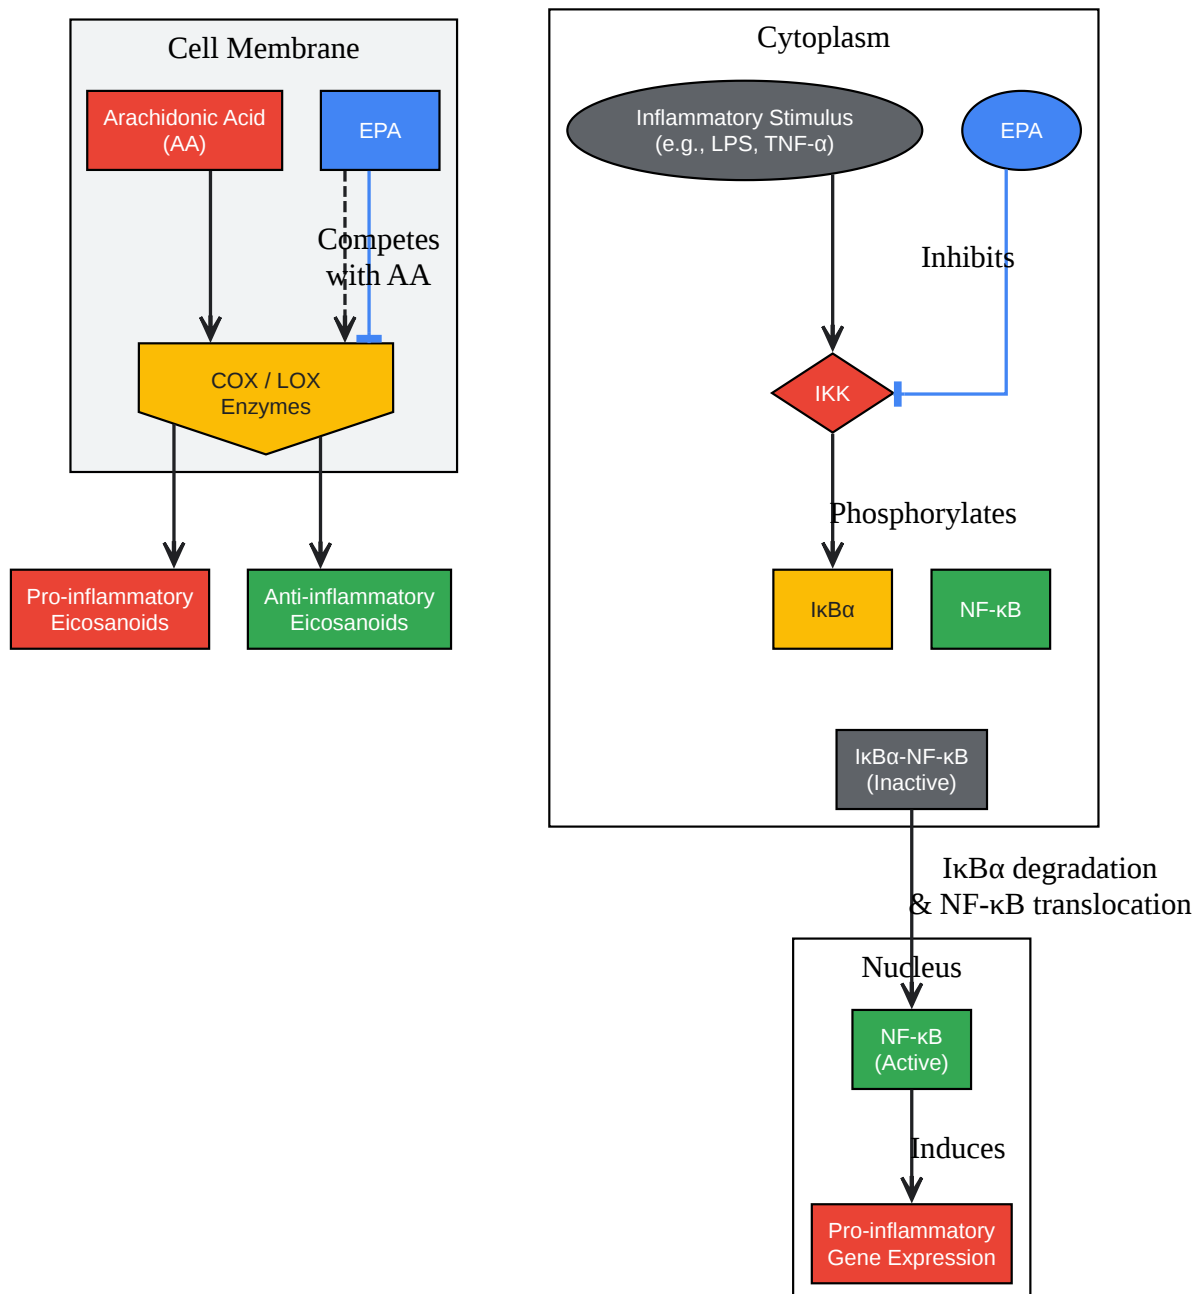 Cell Membrane
Arachidonic Acid
(AA)
EPA
Competes
with AA
COX / LOX
Enzymes
Pro-inflammatory
Eicosanoids
Anti-inflammatory
Eicosanoids
Cytoplasm
Inflammatory Stimulus
(e.g., LPS, TNF-α)
EPA
Inhibits
IKK
Phosphorylates
IκBα
NF-κB
IκBα-NF-κB
(Inactive)
IκBα degradation
& NF-κB translocation
Nucleus
NF-κB
(Active)
Induces
Pro-inflammatory
Gene Expression